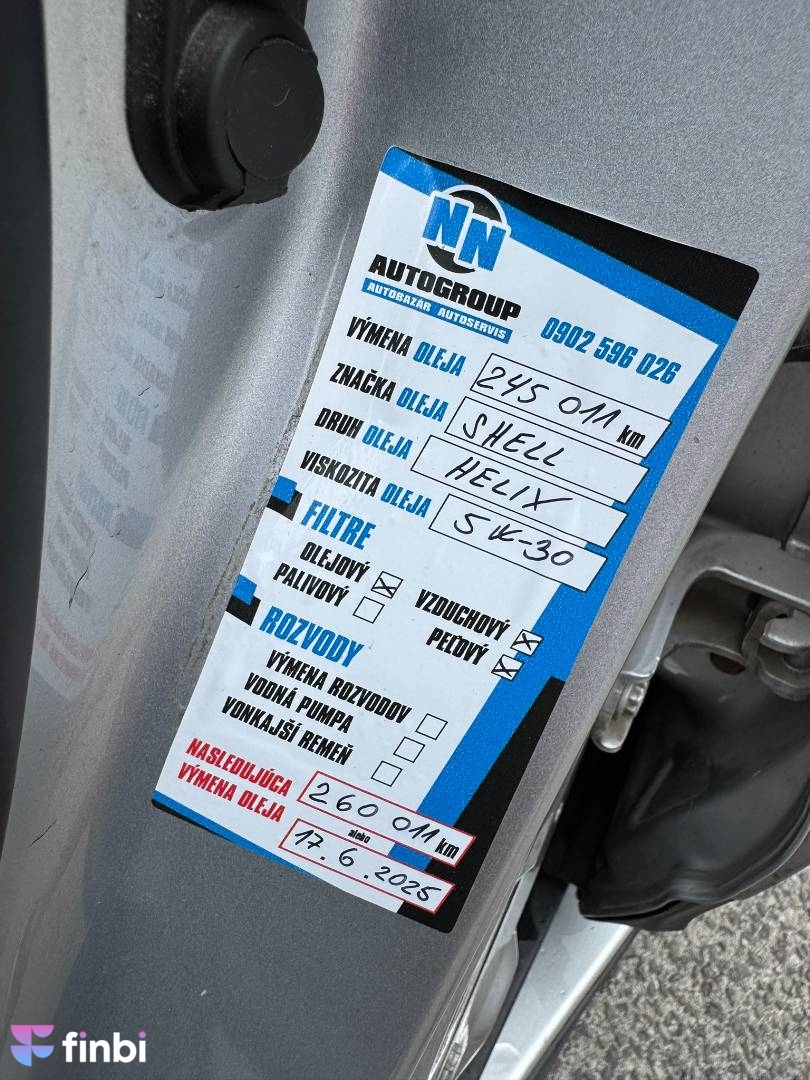 NN
AUTOGROUP
AUTOBAZÁR AUTOSERVIS
0902 596 026
VÝMENA OLEJA 245 011 km
ZNAČKA OLEJA SHELL
DRUH OLEJA HELIX
VISKOZITA OLEJA 5W-30
FILTRE
OLEJOVÝ
PALIVOVÝ
VZDUCHOVÝ
PEĽOVÝ
ROZVODY
VÝMENA ROZVODOV
VODNÁ PUMPA
VONKAJŠÍ REMEŇ
NASLEDUJÚCA
VÝMENA OLEJA
260 011 km
alebo
17.6.2025
finbi